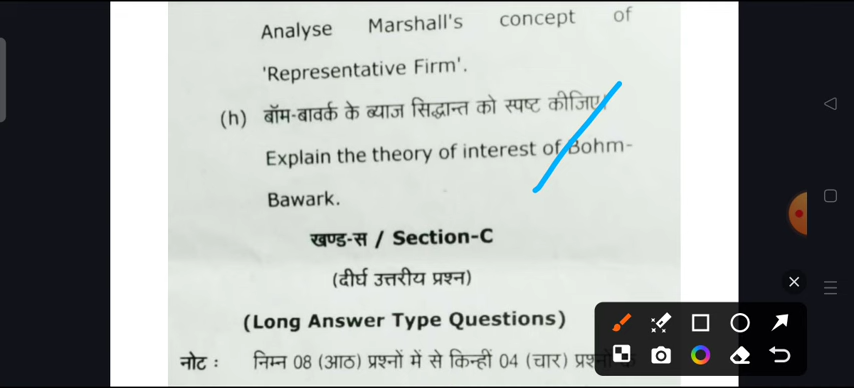 Analyse Marshall's concept of
'Representative Firm'.
(h) बॉम-बावर्क के ब्याज सिद्धान्त को स्पष्ट कीजिए।
Explain the theory of interest of Bohm-
Bawark.
खण्ड-स / Section-C
(दीर्घ उत्तरीय प्रश्न)
(Long Answer Type Questions)
नोट : निम्न 08 (आठ) प्रश्नों में से किन्हीं 04 (चार)